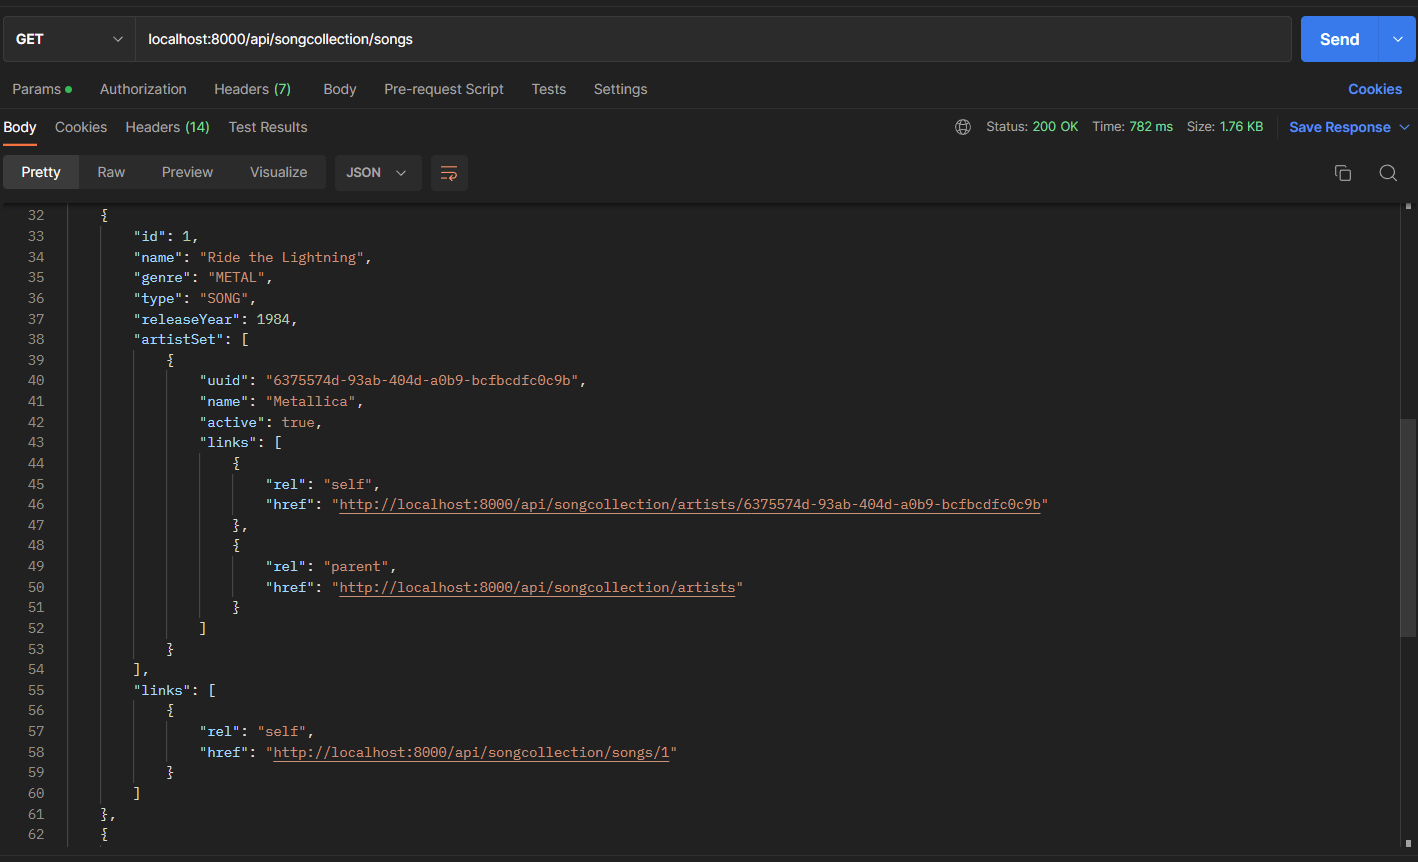 GET localhost:8000/api/songcollection/songs Send
Params Authorization Headers (7) Body Pre-request Script Tests Settings Cookies
Body Cookies Headers (14) Test Results Status: 200 OK Time: 782 ms Size: 1.76 KB Save Response
Pretty Raw Preview Visualize JSON
32 {
33 "id": 1,
34 "name": "Ride the Lightning",
35 "genre": "METAL",
36 "type": "SONG",
37 "releaseYear": 1984,
38 "artistSet": [
39 {
40 "uuid": "6375574d-93ab-404d-a0b9-bcfbcdfc0c9b",
41 "name": "Metallica",
42 "active": true,
43 "links": [
44 {
45 "rel": "self",
46 "href": "http://localhost:8000/api/songcollection/artists/6375574d-93ab-404d-a0b9-bcfbcdfc0c9b"
47 },
48 {
49 "rel": "parent",
50 "href": "http://localhost:8000/api/songcollection/artists"
51 }
52 ]
53 }
54 ],
55 "links": [
56 {
57 "rel": "self",
58 "href": "http://localhost:8000/api/songcollection/songs/1"
59 }
60 ]
61 },
62 {